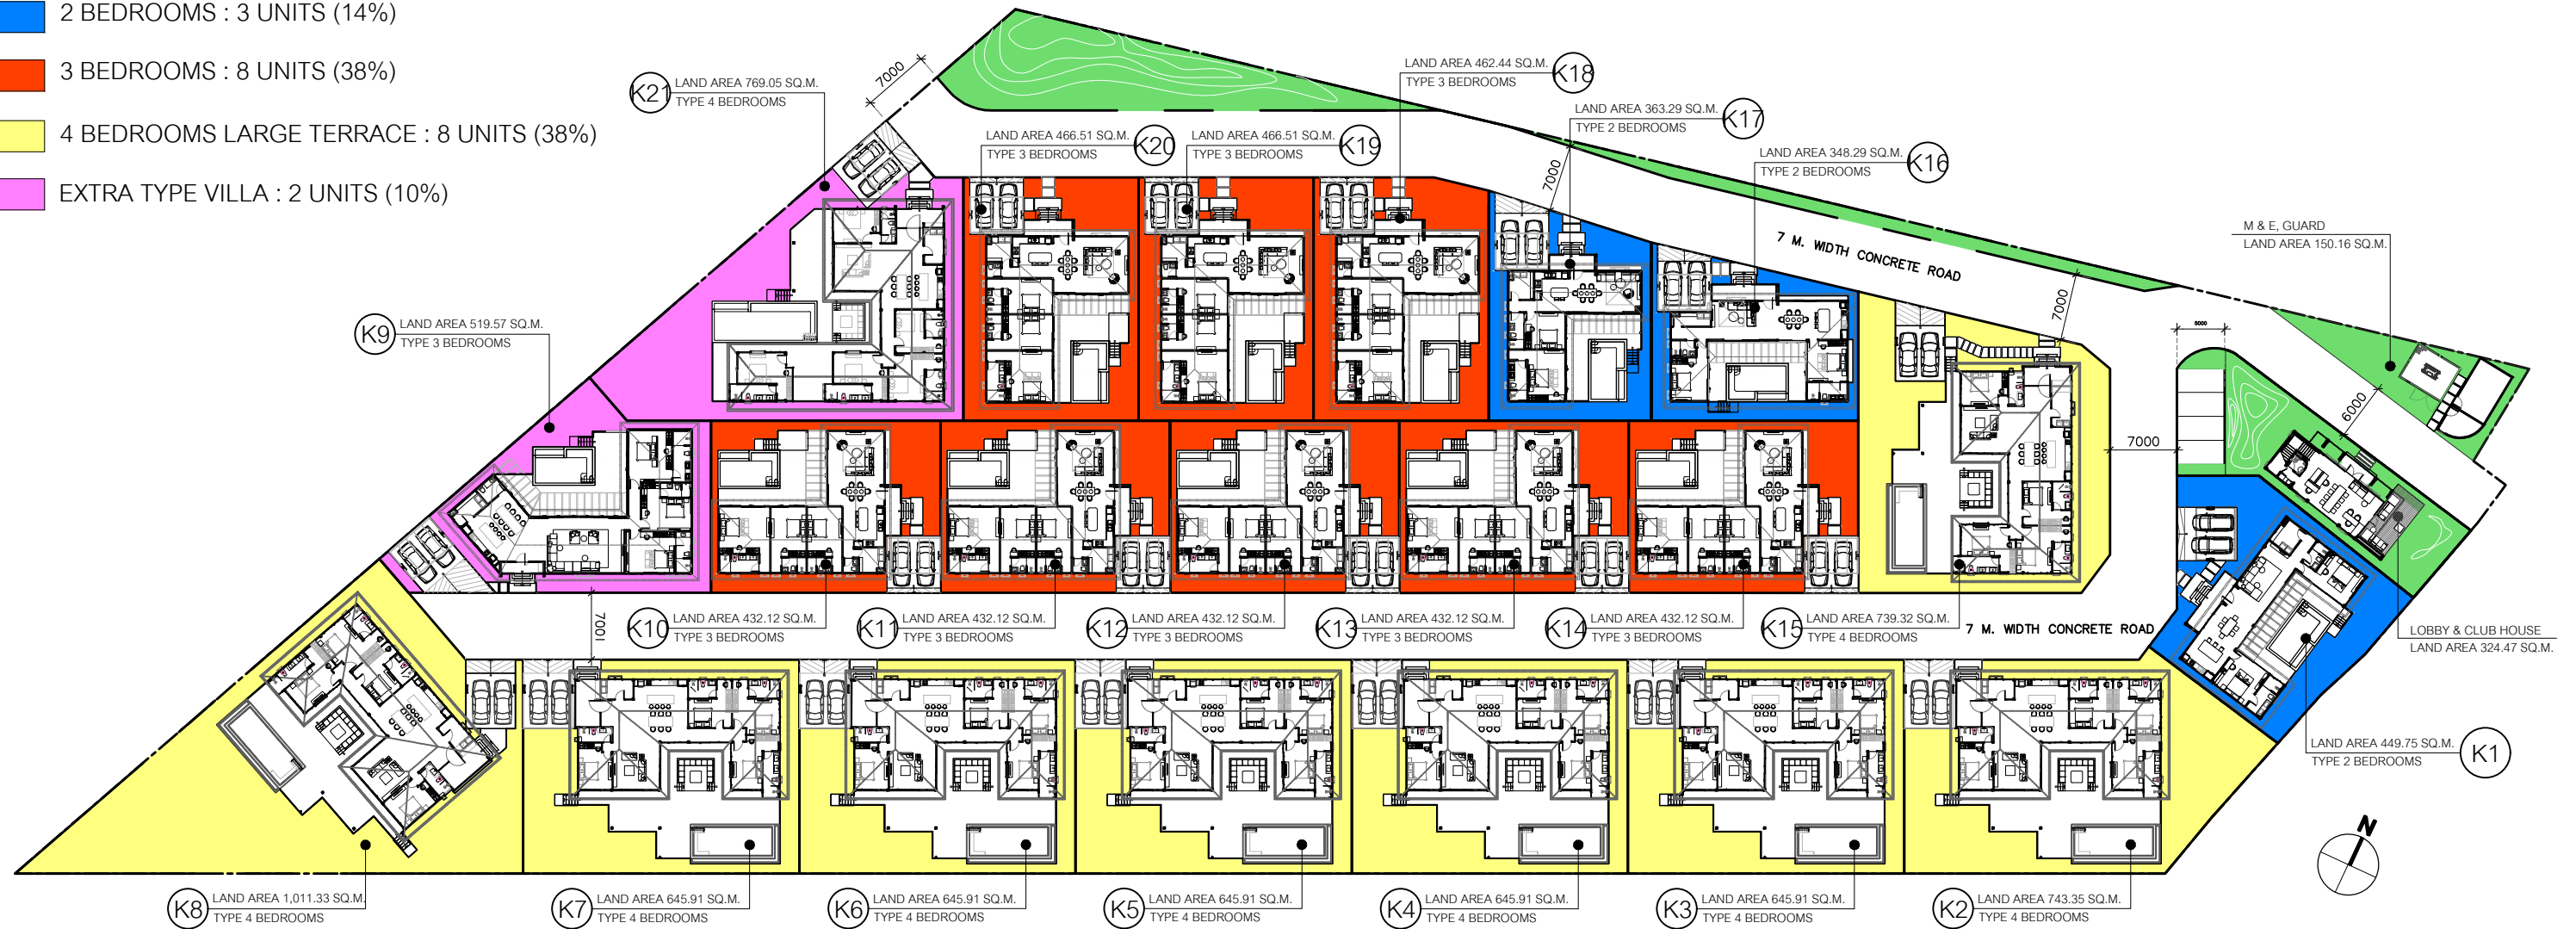 2 BEDROOMS : 3 UNITS (14%)
3 BEDROOMS : 8 UNITS (38%)
4 BEDROOMS LARGE TERRACE : 8 UNITS (38%)
EXTRA TYPE VILLA : 2 UNITS (10%)
K21
LAND AREA 769.05 SQ.M.
TYPE 4 BEDROOMS
7000
K20
LAND AREA 466.51 SQ.M.
TYPE 3 BEDROOMS
K19
LAND AREA 466.51 SQ.M.
TYPE 3 BEDROOMS
K18
LAND AREA 462.44 SQ.M.
TYPE 3 BEDROOMS
K17
LAND AREA 363.29 SQ.M.
TYPE 2 BEDROOMS
7000
K16
LAND AREA 348.29 SQ.M.
TYPE 2 BEDROOMS
7 M. WIDTH CONCRETE ROAD
7000
M & E, GUARD
LAND AREA 150.16 SQ.M.
K9
LAND AREA 519.57 SQ.M.
TYPE 3 BEDROOMS
5000
6000
7000
7001
K10
LAND AREA 432.12 SQ.M.
TYPE 3 BEDROOMS
K11
LAND AREA 432.12 SQ.M.
TYPE 3 BEDROOMS
K12
LAND AREA 432.12 SQ.M.
TYPE 3 BEDROOMS
K13
LAND AREA 432.12 SQ.M.
TYPE 3 BEDROOMS
K14
LAND AREA 432.12 SQ.M.
TYPE 3 BEDROOMS
K15
LAND AREA 739.32 SQ.M.
TYPE 4 BEDROOMS
7 M. WIDTH CONCRETE ROAD
LOBBY & CLUB HOUSE
LAND AREA 324.47 SQ.M.
K1
LAND AREA 449.75 SQ.M.
TYPE 2 BEDROOMS
N
K8
LAND AREA 1,011.33 SQ.M.
TYPE 4 BEDROOMS
K7
LAND AREA 645.91 SQ.M.
TYPE 4 BEDROOMS
K6
LAND AREA 645.91 SQ.M.
TYPE 4 BEDROOMS
K5
LAND AREA 645.91 SQ.M.
TYPE 4 BEDROOMS
K4
LAND AREA 645.91 SQ.M.
TYPE 4 BEDROOMS
K3
LAND AREA 645.91 SQ.M.
TYPE 4 BEDROOMS
K2
LAND AREA 743.35 SQ.M.
TYPE 4 BEDROOMS